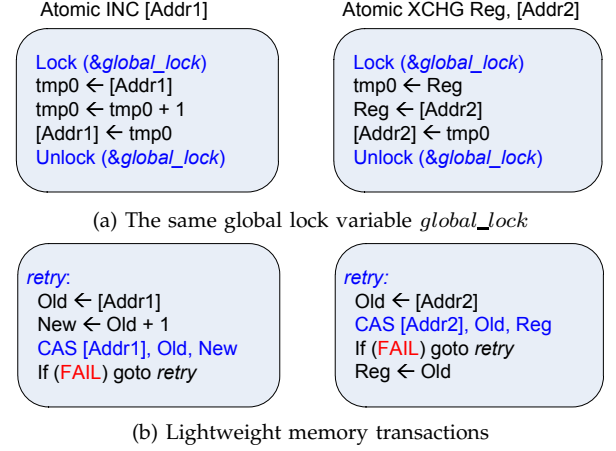 Atomic INC [Addr1]
Lock (&global_lock)
tmp0 ← [Addr1]
tmp0 ← tmp0 + 1
[Addr1] ← tmp0
Unlock (&global_lock)
Atomic XCHG Reg, [Addr2]
Lock (&global_lock)
tmp0 ← Reg
Reg ← [Addr2]
[Addr2] ← tmp0
Unlock (&global_lock)
(a) The same global lock variable global_lock
retry:
Old ← [Addr1]
New ← Old + 1
CAS [Addr1], Old, New
If (FAIL) goto retry
retry:
Old ← [Addr2]
CAS [Addr2], Old, Reg
If (FAIL) goto retry
Reg ← Old
(b) Lightweight memory transactions